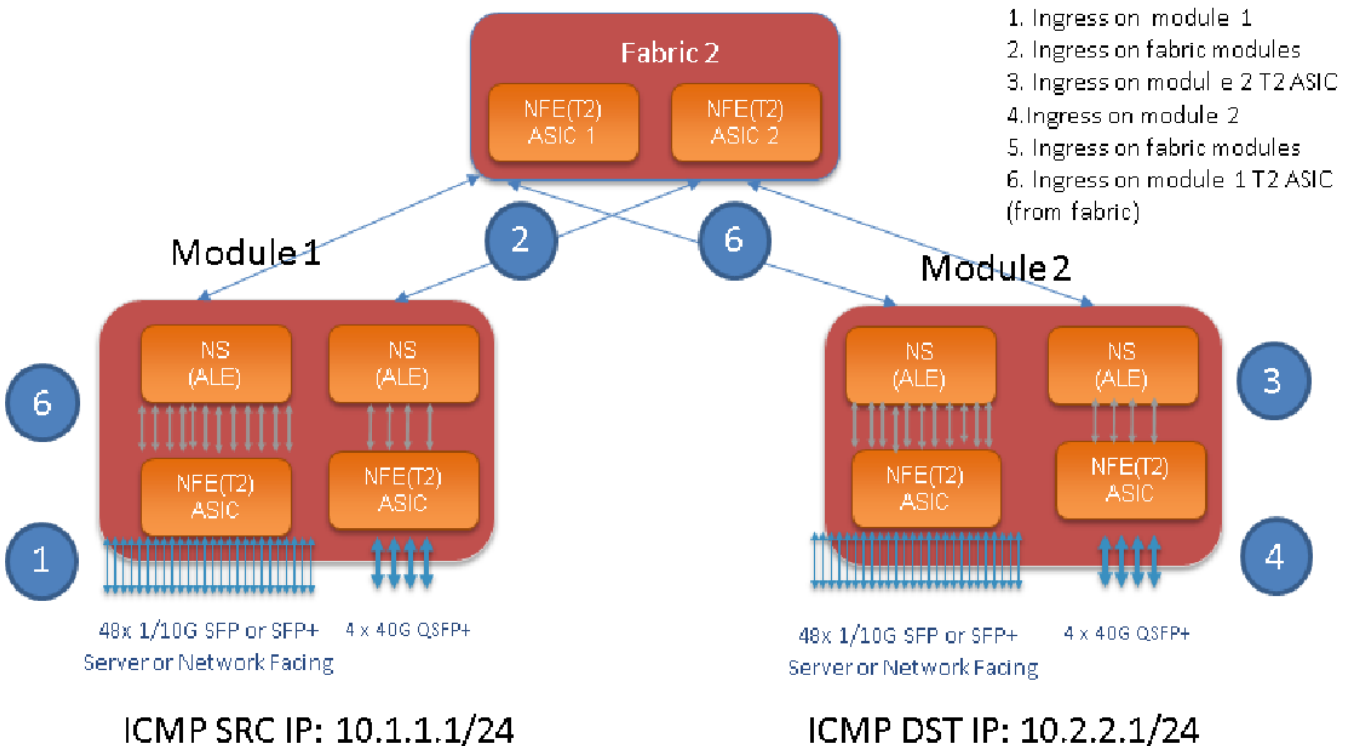 1. Ingress on module 1
2. Ingress on fabric modules
3. Ingress on modul e 2 T2 ASIC
4.Ingress on module 2
5. Ingress on fabric modules
6. Ingress on module 1 T2 ASIC
(from fabric)
Fabric 2
NFE(T2)
ASIC 1
NFE(T2)
ASIC 2
2
6
Module 1
Module 2
NS
(ALE)
NS
(ALE)
NS
(ALE)
NS
(ALE)
6
3
NFE(T2)
ASIC
NFE(T2)
ASIC
NFE(T2)
ASIC
NFE(T2)
ASIC
1
4
48x 1/10G SFP or SFP+
Server or Network Facing
4 x 40G QSFP+
48x 1/10G SFP or SFP+
Server or Network Facing
4 x 40G QSFP+
ICMP SRC IP: 10.1.1.1/24
ICMP DST IP: 10.2.2.1/24